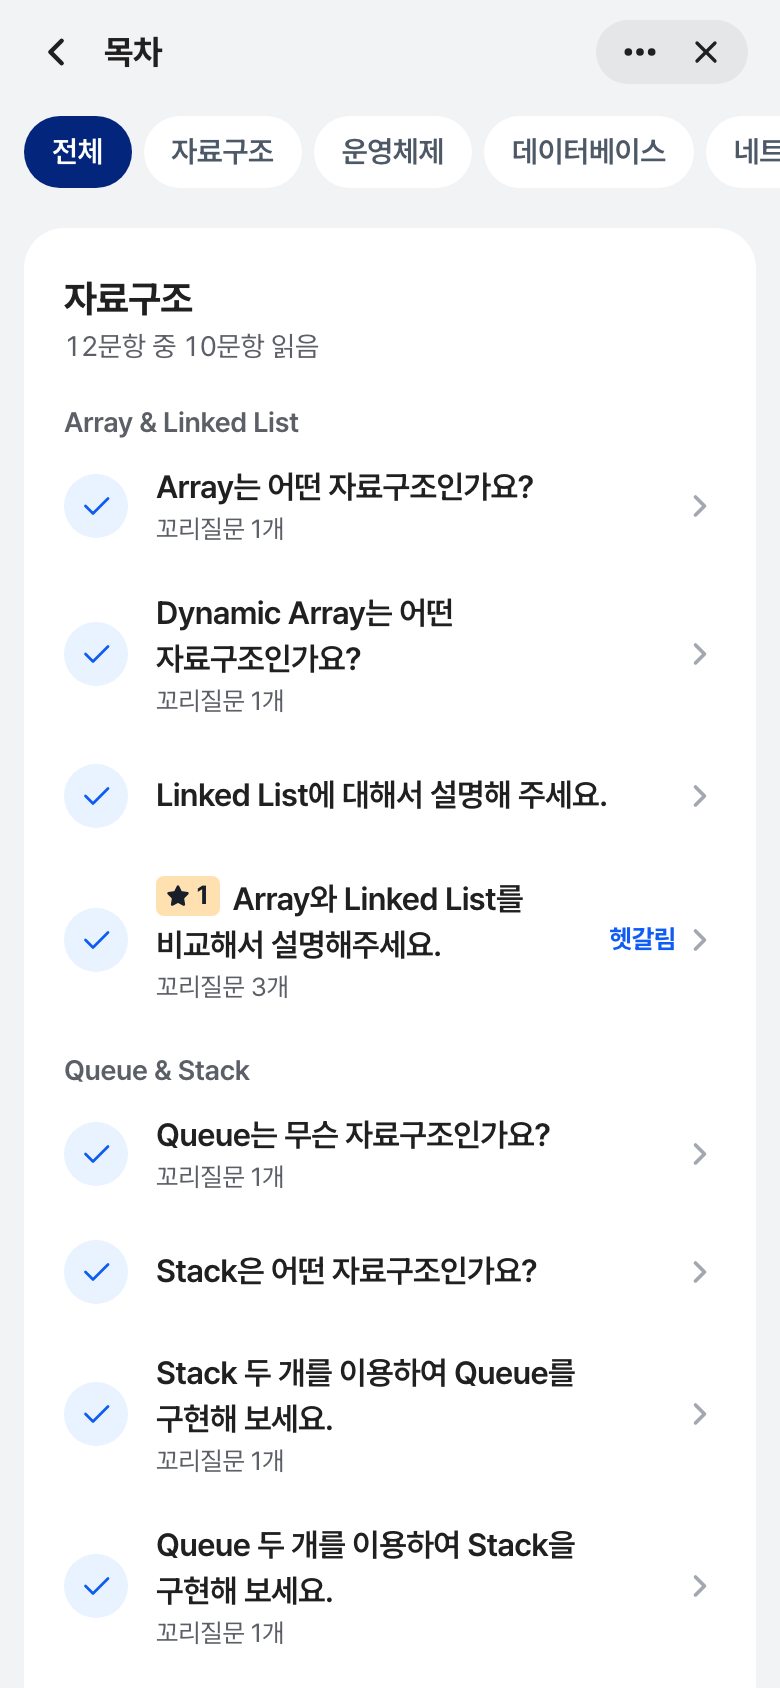 목차
전체
자료구조
운영체제
데이터베이스
네트
자료구조
12문항 중 10문항 읽음
Array & Linked List
Array는 어떤 자료구조인가요?
꼬리질문 1개
Dynamic Array는 어떤
자료구조인가요?
꼬리질문 1개
Linked List에 대해서 설명해 주세요.
★ 1 Array와 Linked List를
비교해서 설명해주세요.
헷갈림
꼬리질문 3개
Queue & Stack
Queue는 무슨 자료구조인가요?
꼬리질문 1개
Stack은 어떤 자료구조인가요?
Stack 두 개를 이용하여 Queue를
구현해 보세요.
꼬리질문 1개
Queue 두 개를 이용하여 Stack을
구현해 보세요.
꼬리질문 1개